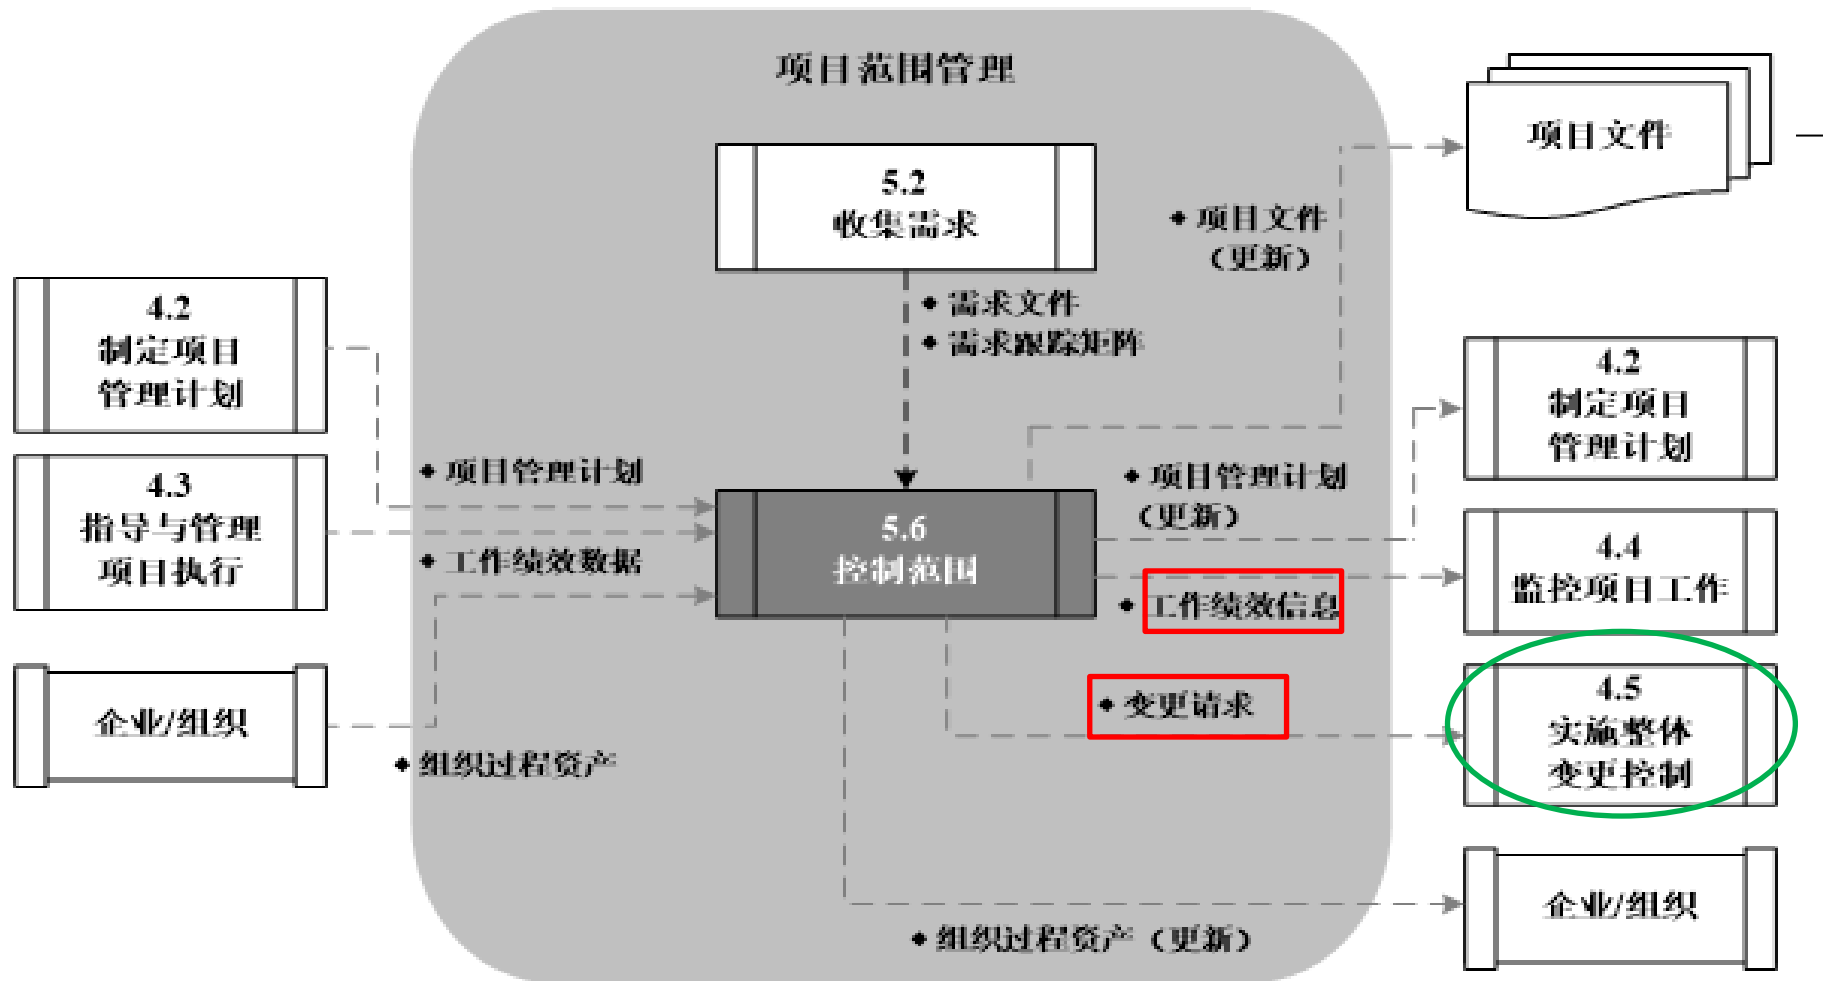 项目范围管理
5.2
收集需求
◆ 需求文件
◆ 需求跟踪矩阵
4.2
制定项目
管理计划
4.3
指导与管理
项目执行
企业/组织
◆ 项目管理计划
◆ 工作绩效数据
◆ 组织过程资产
5.6
控制范围
◆ 项目文件
（更新）
◆ 项目管理计划
（更新）
◆ 工作绩效信息
◆ 变更请求
◆ 组织过程资产（更新）
项目文件
4.2
制定项目
管理计划
4.4
监控项目工作
4.5
实施整体
变更控制
企业/组织